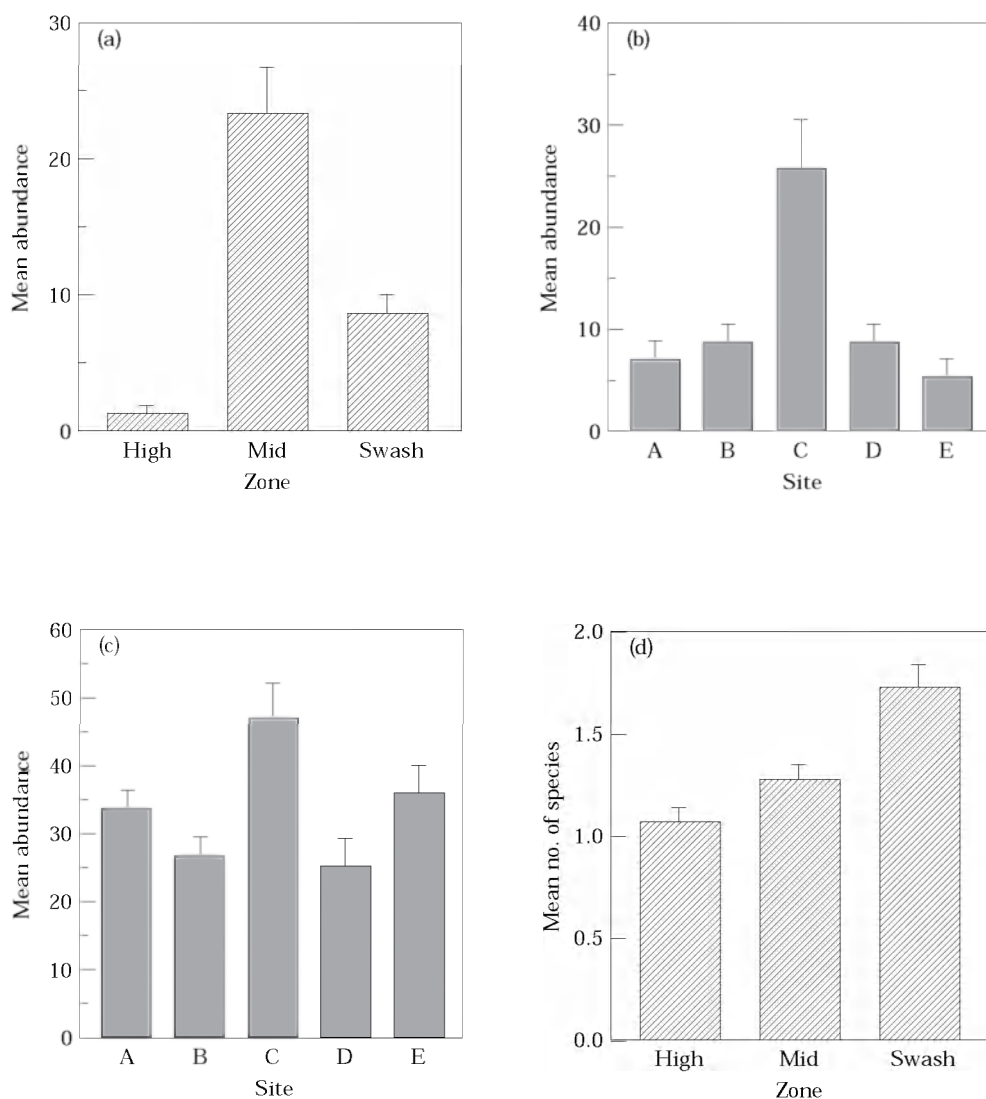 (a)
30
20
10
0
Mean abundance
High Mid Swash
Zone
(b)
40
30
20
10
0
Mean abundance
A B C D E
Site
(c)
60
50
40
30
20
10
0
Mean abundance
A B C D E
Site
(d)
2.0
1.5
1.0
0.5
0.0
Mean no. of species
High Mid Swash
Zone